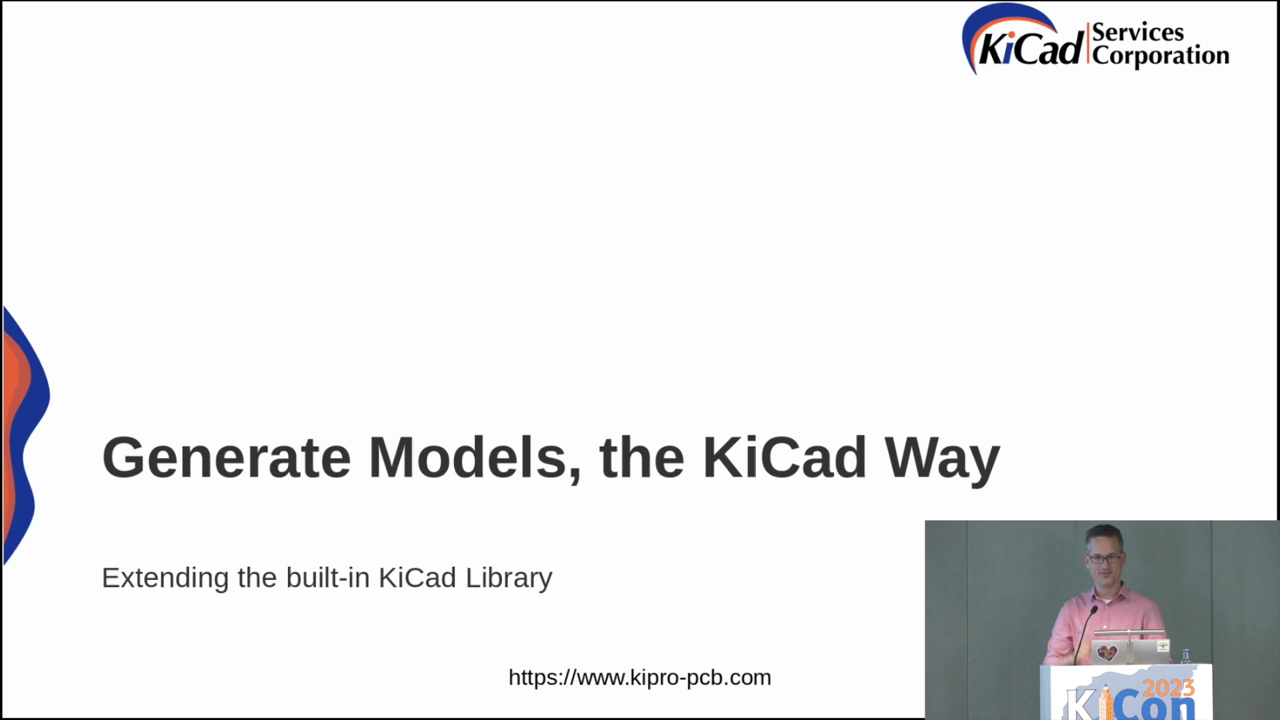 KiCad Services
Corporation
Generate Models, the KiCad Way
Extending the built-in KiCad Library
https://www.kipro-pcb.com
2023
KiCon